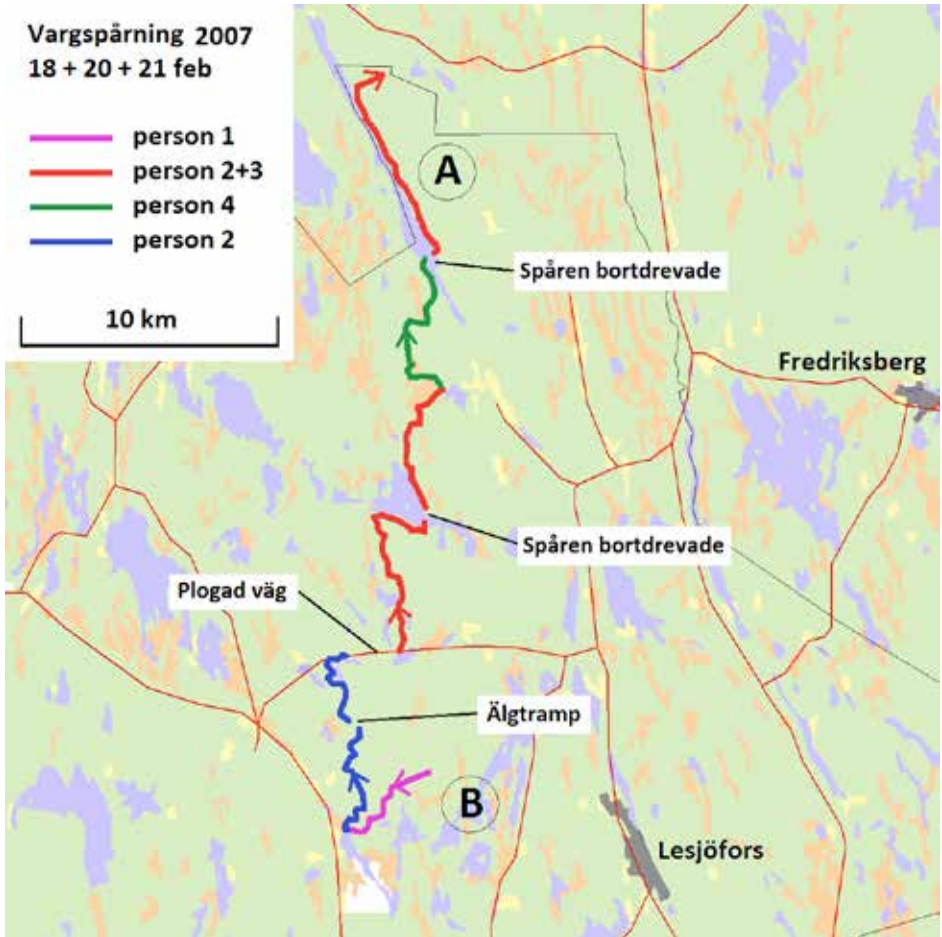 Vargspårning 2007
18 + 20 + 21 feb
person 1
person 2+3
person 4
person 2
10 km
A
Spåren bortdrevade
Fredriksberg
Spåren bortdrevade
Plogad väg
Älgtramp
B
Lesjöfors